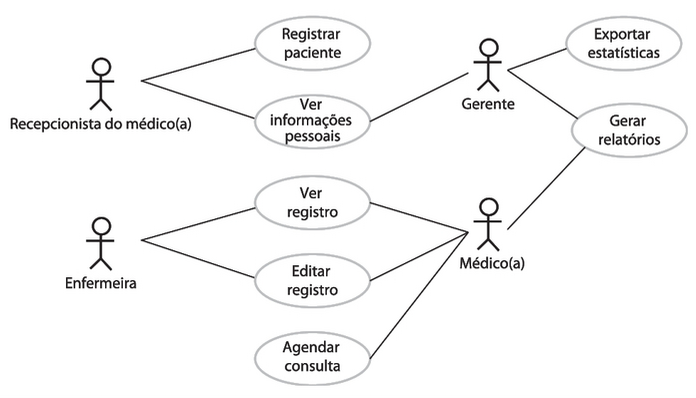 Registrar
paciente
Exportar
estatísticas
Recepcionista do médico(a)
Ver
informações
pessoais
Gerente
Gerar
relatórios
Ver
registro
Enfermeira
Médico(a)
Editar
registro
Agendar
consulta